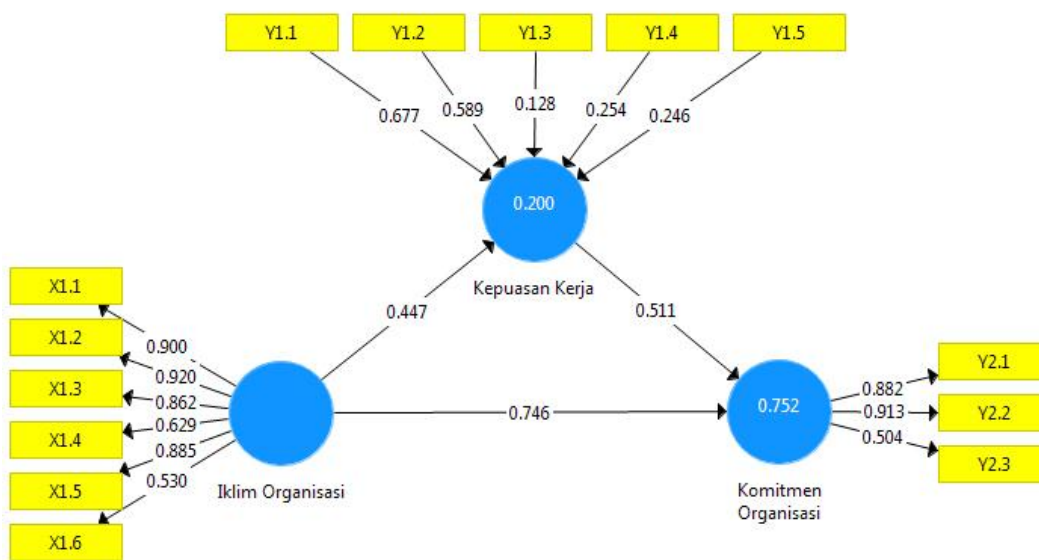 Y1.1
Y1.2
Y1.3
Y1.4
Y1.5
0.677
0.589
0.128
0.254
0.246
0.200
Kepuasan Kerja
0.447
0.511
X1.1
X1.2
X1.3
X1.4
X1.5
X1.6
0.900
0.920
0.862
0.629
0.885
0.530
Iklim Organisasi
0.746
0.752
Komitmen
Organisasi
0.882
0.913
0.504
Y2.1
Y2.2
Y2.3